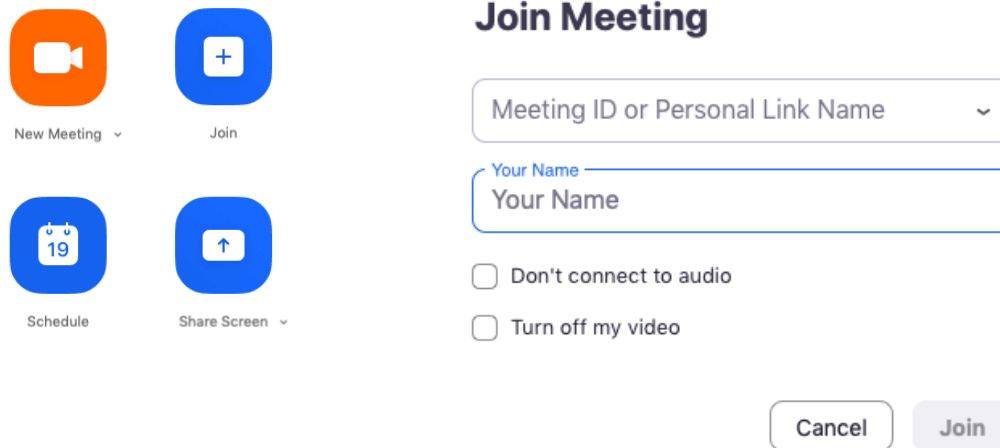 New Meeting
Join
19
Schedule
Share Screen
Join Meeting
Meeting ID or Personal Link Name
Your Name
Your Name
Don't connect to audio
Turn off my video
Cancel
Join